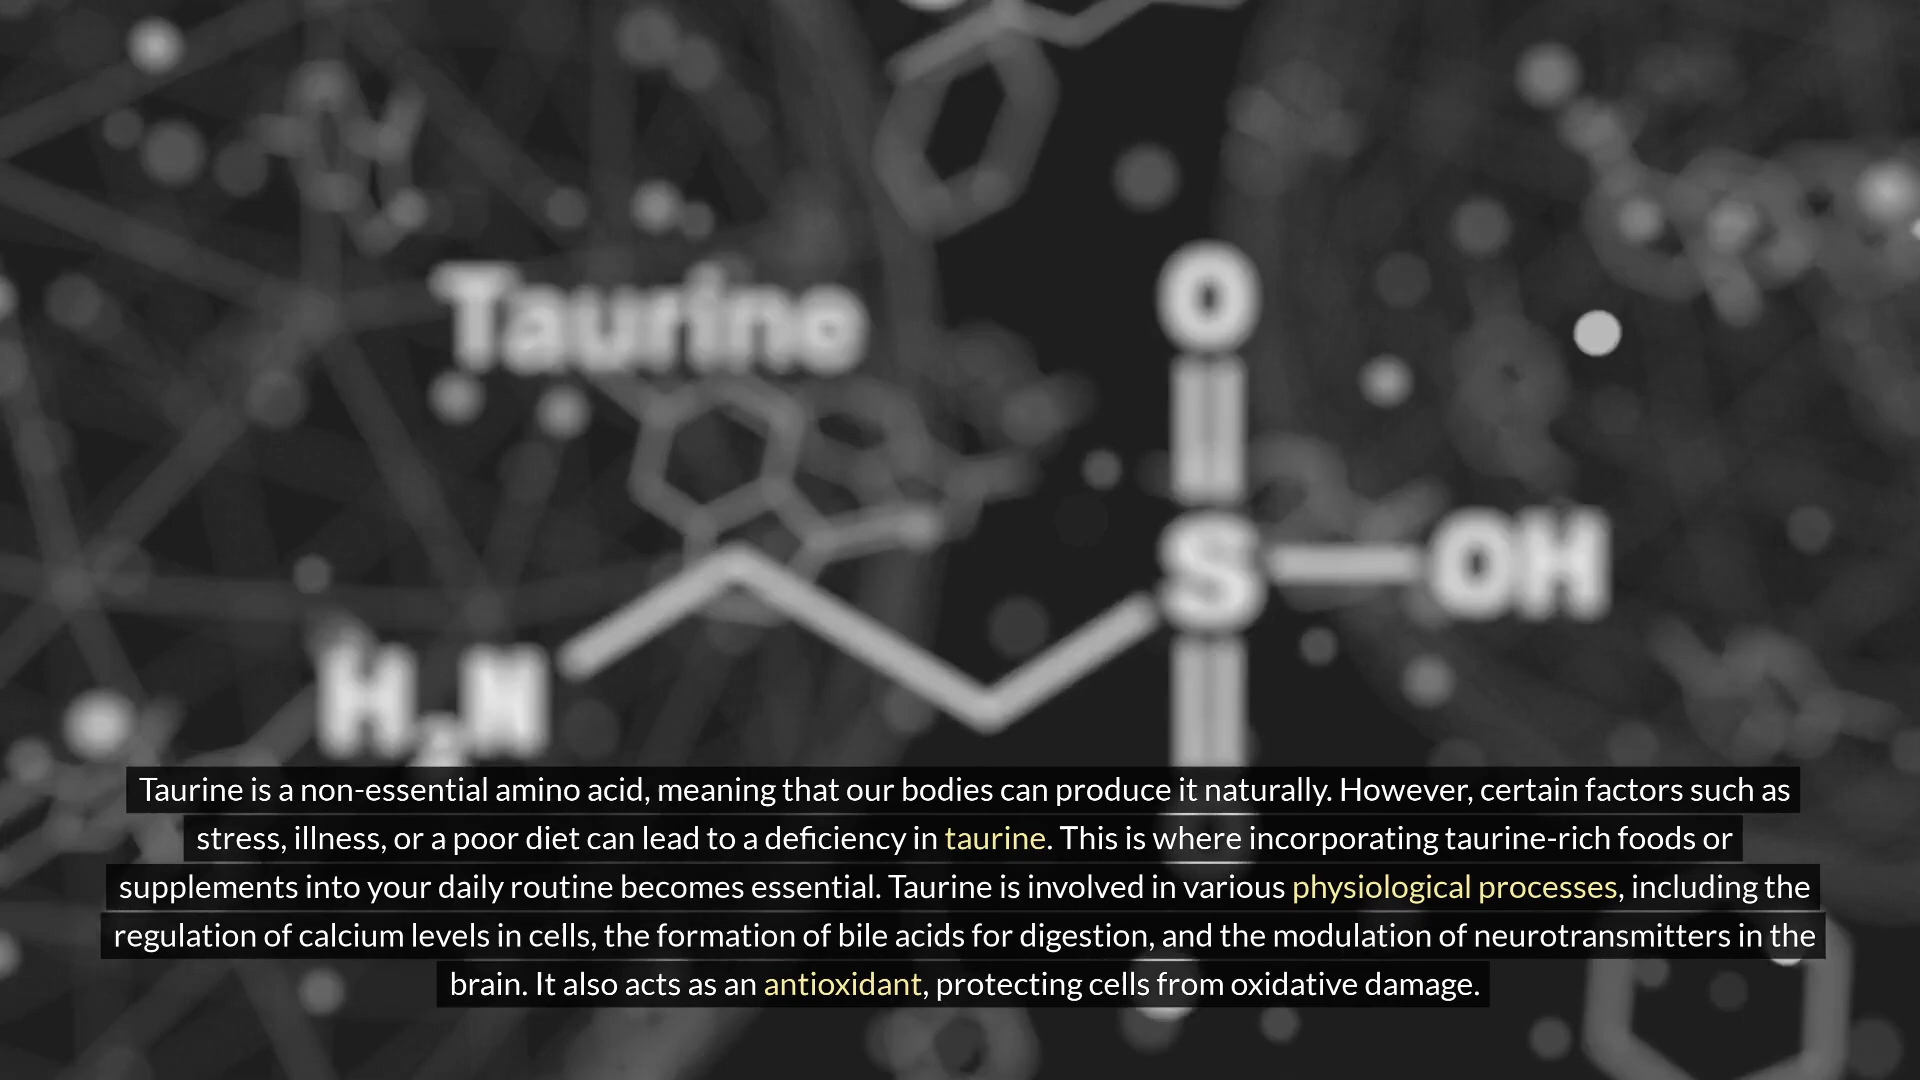 Taurine
O
S
OH
H₂N
Taurine is a non-essential amino acid, meaning that our bodies can produce it naturally. However, certain factors such as
stress, illness, or a poor diet can lead to a deficiency in taurine. This is where incorporating taurine-rich foods or
supplements into your daily routine becomes essential. Taurine is involved in various physiological processes, including the
regulation of calcium levels in cells, the formation of bile acids for digestion, and the modulation of neurotransmitters in the
brain. It also acts as an antioxidant, protecting cells from oxidative damage.